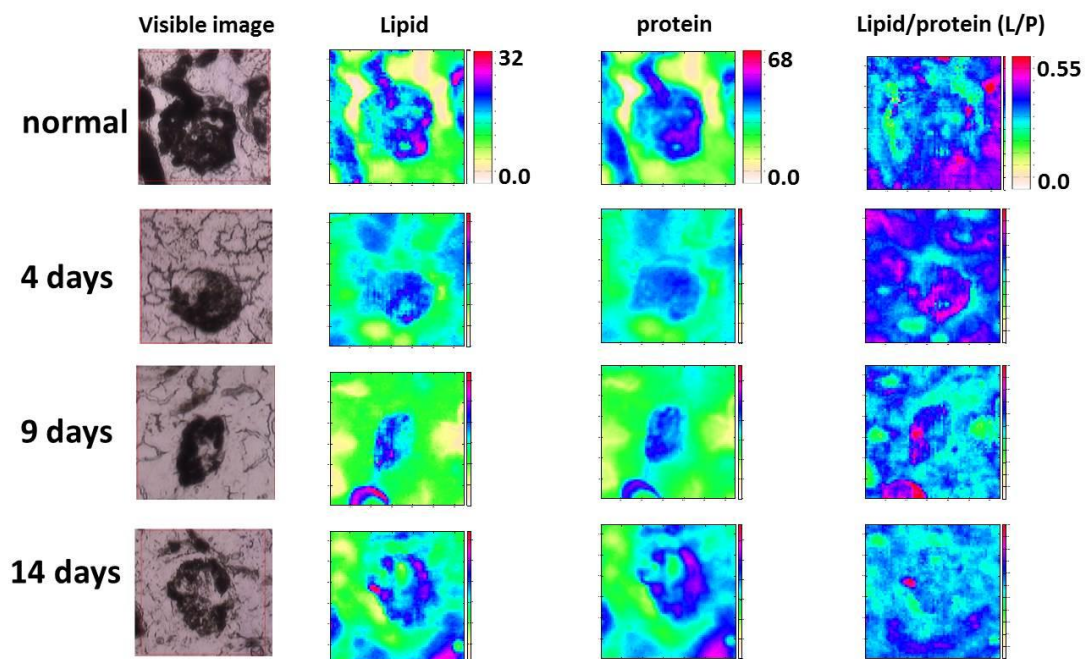 Visible image Lipid protein Lipid/protein (L/P)
normal 32 0.0 68 0.0 0.55 0.0
4 days
9 days
14 days